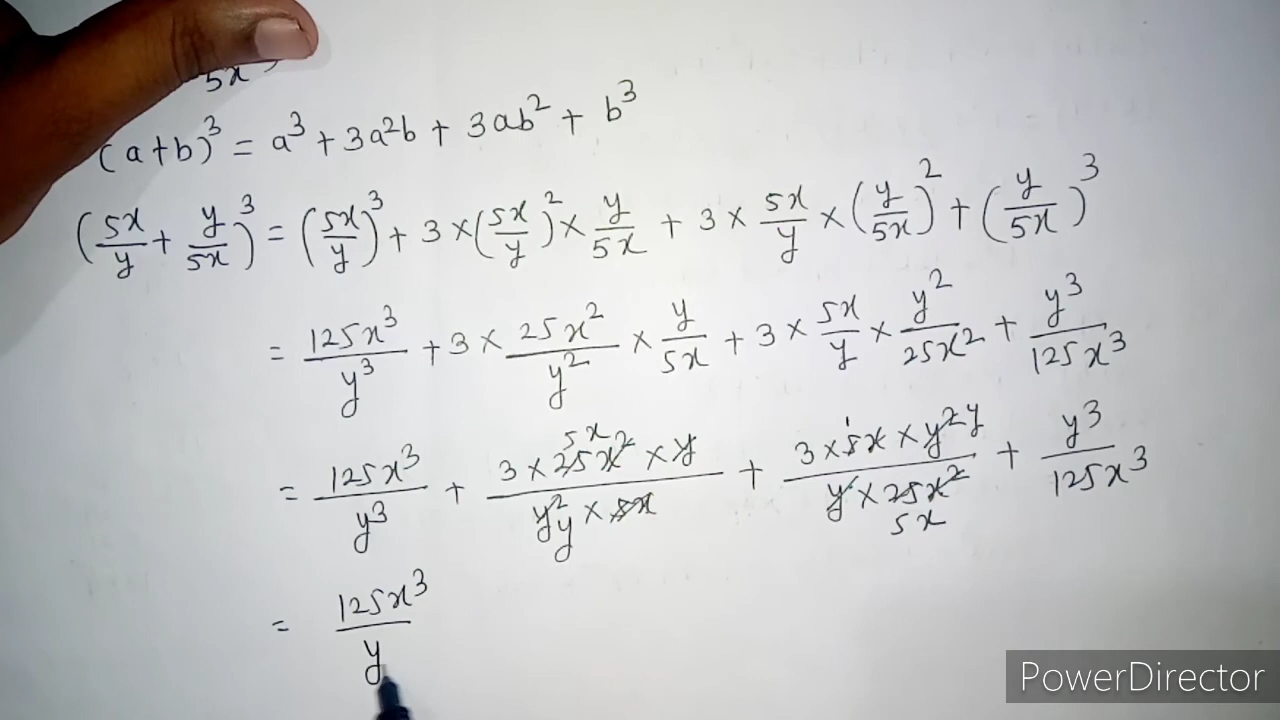 5x
(a+b)³ = a³ + 3a²b + 3ab² + b³
(5x/y + y/5x)³ = (5x/y)³ + 3 × (5x/y)² × y/5x + 3 × 5x/y × (y/5x)² + (y/5x)³
= 125x³/y³ + 3 × 25x²/y² × y/5x + 3 × 5x/y × y²/25x² + y³/125x³
= 125x³/y³ + 3 × 25x² × y/y² × 5x + 3 × 5x × y²/y × 25x² + y³/125x³
= 125x³/y
PowerDirector